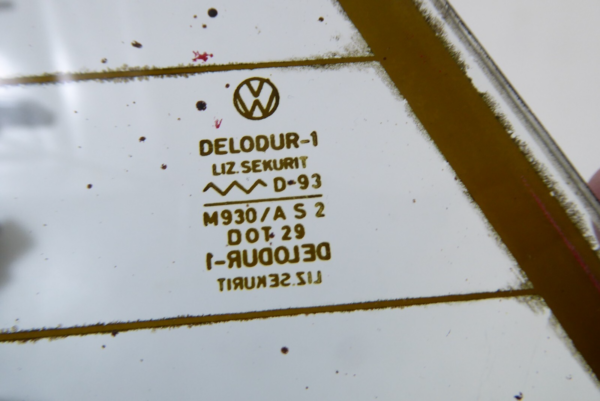 DELODUR-1
LIZ.SEKURIT
D-93
M930/A S 2
DOT 29
DELODUR-1
LIZ.SEKURIT